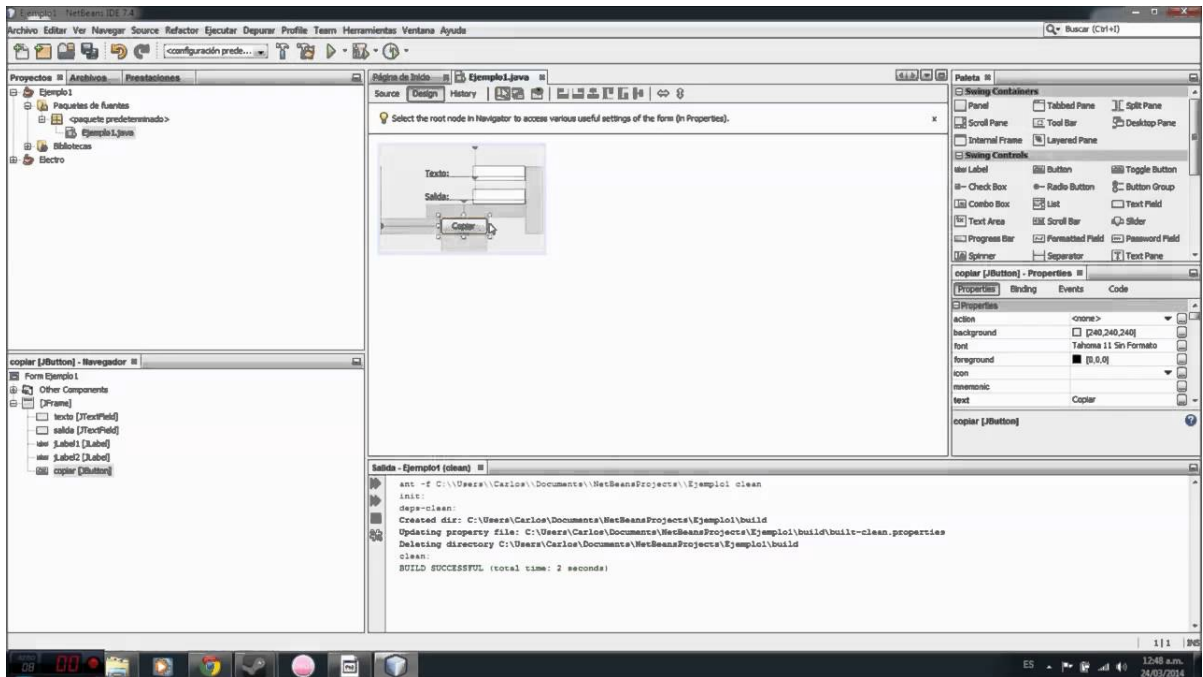 Ejemplo1 - NetBeans IDE 7.4
Archivo Editar Ver Navegar Source Refactor Ejecutar Depurar Profile Team Herramientas Ventana Ayuda
Buscar (Ctrl+I)
<configuración prede...
Proyectos Archivos Prestaciones
Ejemplo1
Paquetes de fuentes
<paquete predeterminado>
Ejemplo1.java
Bibliotecas
Electro
copiar [JButton] - Navegador
Form Ejemplo1
Other Components
[JFrame]
texto [JTextField]
salida [JTextField]
jLabel1 [JLabel]
jLabel2 [JLabel]
copiar [JButton]
Página de Inicio Ejemplo1.java
Source Design History
Select the root node in Navigator to access various useful settings of the form (in Properties).
Texto:
Salida:
Copiar
Salida - Ejemplo1 (clean)
ant -f C:\\Users\\Carlos\\Documents\\NetBeansProjects\\Ejemplo1 clean
init:
deps-clean:
Created dir: C:\Users\Carlos\Documents\NetBeansProjects\Ejemplo1\build
Updating property file: C:\Users\Carlos\Documents\NetBeansProjects\Ejemplo1\build\built-clean.properties
Deleting directory C:\Users\Carlos\Documents\NetBeansProjects\Ejemplo1\build
clean:
BUILD SUCCESSFUL (total time: 2 seconds)
Paleta
Swing Containers
Panel Tabbed Pane Split Pane
Scroll Pane Tool Bar Desktop Pane
Internal Frame Layered Pane
Swing Controls
Label Button Toggle Button
Check Box Radio Button Button Group
Combo Box List Text Field
Text Area Scroll Bar Slider
Progress Bar Formatted Field Password Field
Spinner Separator Text Pane
copiar [JButton] - Properties
Properties Binding Events Code
Properties
action <none>
background [240,240,240]
font Tahoma 11 Sin Formato
foreground [0,0,0]
icon
mnemonic
text Copiar
copiar [JButton]
1|1 INS
08 00
ES
12:48 a.m.
24/03/2014